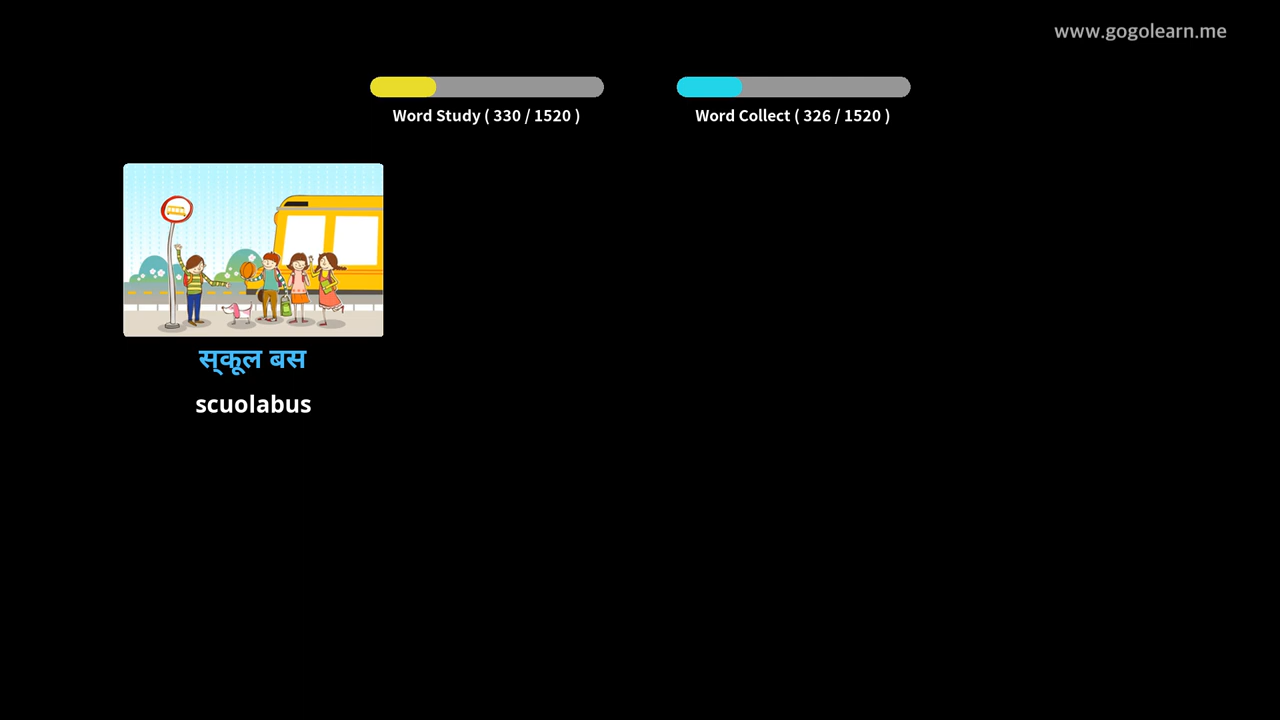 www.gogolearn.me
Word Study ( 330 / 1520 )
Word Collect ( 326 / 1520 )
स्कूल बस
scuolabus